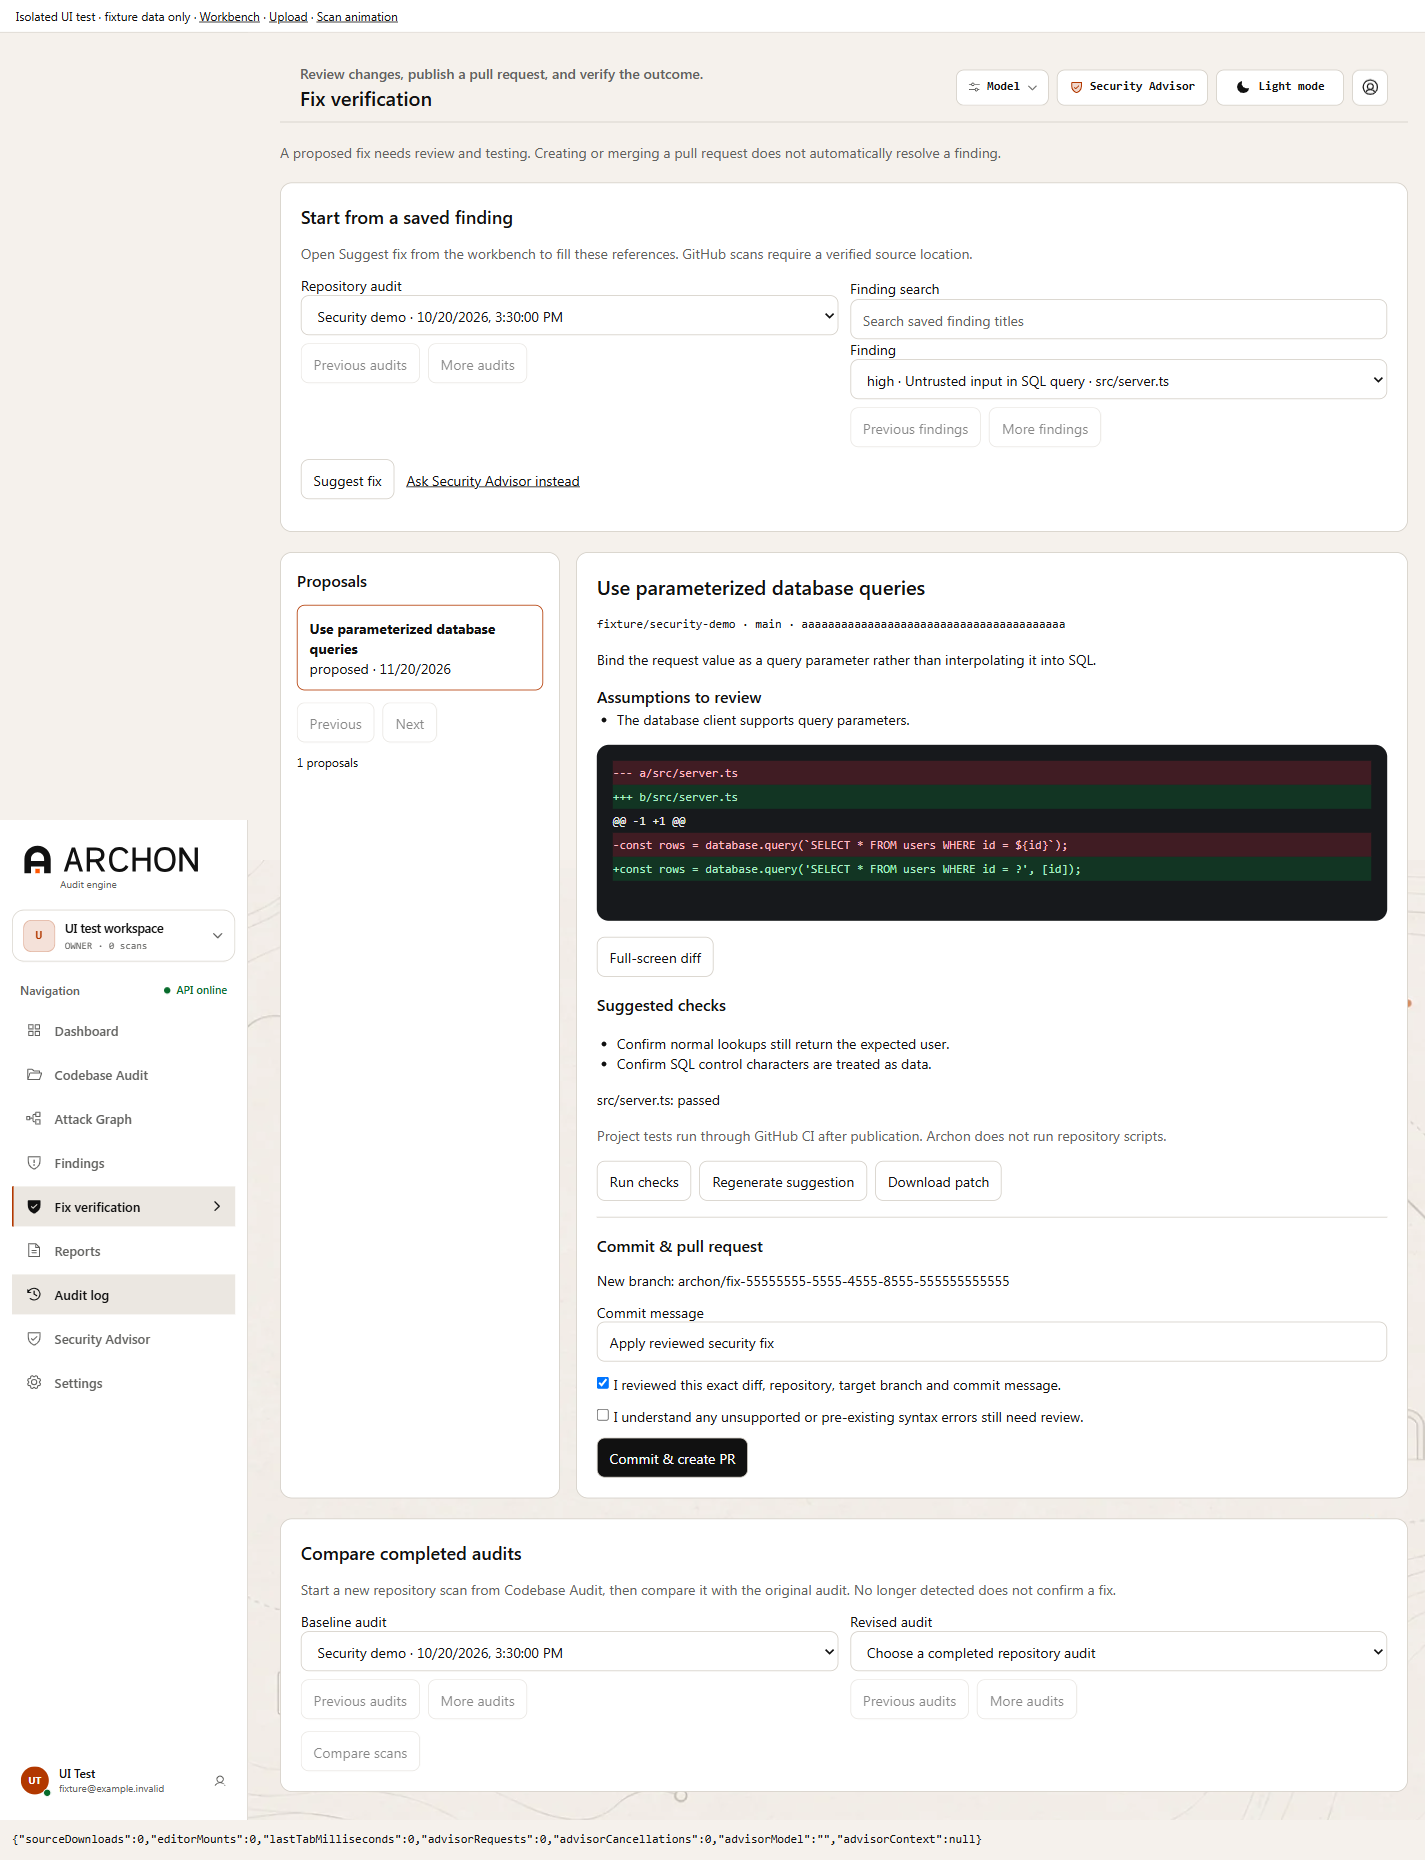 Isolated UI test · fixture data only · Workbench · Upload · Scan animation
Review changes, publish a pull request, and verify the outcome.
Fix verification
Model
Security Advisor
Light mode
A proposed fix needs review and testing. Creating or merging a pull request does not automatically resolve a finding.
Start from a saved finding
Open Suggest fix from the workbench to fill these references. GitHub scans require a verified source location.
Repository audit
Security demo · 10/20/2026, 3:30:00 PM
Previous audits
More audits
Finding search
Search saved finding titles
Finding
high · Untrusted input in SQL query · src/server.ts
Previous findings
More findings
Suggest fix
Ask Security Advisor instead
Proposals
Use parameterized database
queries
proposed · 11/20/2026
Previous
Next
1 proposals
Use parameterized database queries
fixture/security-demo · main · aaaaaaaaaaaaaaaaaaaaaaaaaaaaaaaaaaaaaaaa
Bind the request value as a query parameter rather than interpolating it into SQL.
Assumptions to review
• The database client supports query parameters.
--- a/src/server.ts
+++ b/src/server.ts
@@ -1 +1 @@
-const rows = database.query(`SELECT * FROM users WHERE id = ${id}`);
+const rows = database.query('SELECT * FROM users WHERE id = ?', [id]);
Full-screen diff
Suggested checks
• Confirm normal lookups still return the expected user.
• Confirm SQL control characters are treated as data.
src/server.ts: passed
Project tests run through GitHub CI after publication. Archon does not run repository scripts.
Run checks
Regenerate suggestion
Download patch
Commit & pull request
New branch: archon/fix-55555555-5555-4555-8555-555555555555
Commit message
Apply reviewed security fix
I reviewed this exact diff, repository, target branch and commit message.
I understand any unsupported or pre-existing syntax errors still need review.
Commit & create PR
Compare completed audits
Start a new repository scan from Codebase Audit, then compare it with the original audit. No longer detected does not confirm a fix.
Baseline audit
Security demo · 10/20/2026, 3:30:00 PM
Previous audits
More audits
Revised audit
Choose a completed repository audit
Previous audits
More audits
Compare scans
ARCHON
Audit engine
U
UI test workspace
OWNER · 0 scans
Navigation
API online
Dashboard
Codebase Audit
Attack Graph
Findings
Fix verification
Reports
Audit log
Security Advisor
Settings
UT
UI Test
fixture@example.invalid
{"sourceDownloads":0,"editorMounts":0,"lastTabMilliseconds":0,"advisorRequests":0,"advisorCancellations":0,"advisorModel":"","advisorContext":null}